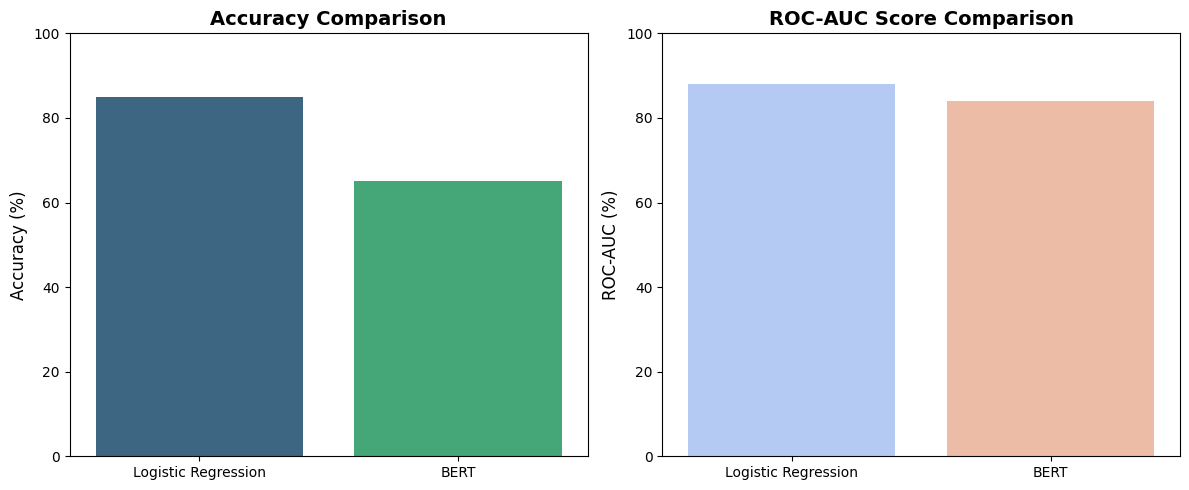 Accuracy Comparison
Accuracy (%)
100
80
60
40
20
0
Logistic Regression
BERT
ROC-AUC Score Comparison
ROC-AUC (%)
100
80
60
40
20
0
Logistic Regression
BERT